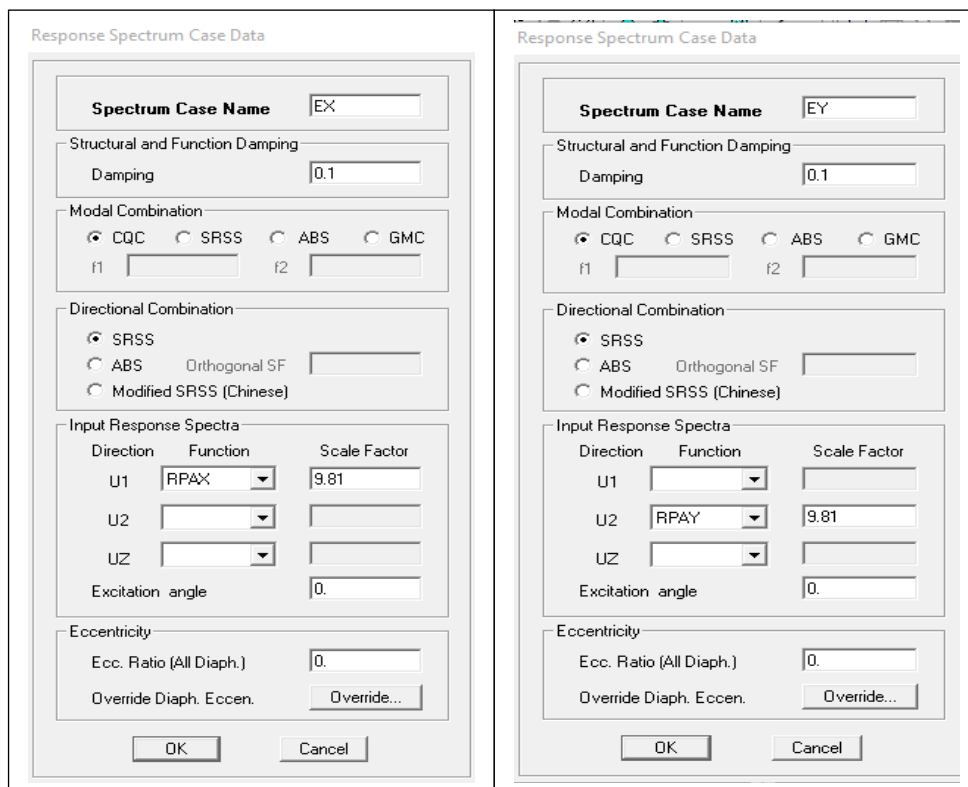 Response Spectrum Case Data
Spectrum Case Name EX
Structural and Function Damping
Damping 0.1
Modal Combination
CQC SRSS ABS GMC
f1 f2
Directional Combination
SRSS
ABS Orthogonal SF
Modified SRSS (Chinese)
Input Response Spectra
Direction Function Scale Factor
U1 RPAX 9.81
U2
UZ
Excitation angle 0.
Eccentricity
Ecc. Ratio (All Diaph.) 0.
Override Diaph. Eccen. Override...
OK Cancel
Response Spectrum Case Data
Spectrum Case Name EY
Structural and Function Damping
Damping 0.1
Modal Combination
CQC SRSS ABS GMC
f1 f2
Directional Combination
SRSS
ABS Orthogonal SF
Modified SRSS (Chinese)
Input Response Spectra
Direction Function Scale Factor
U1
U2 RPAY 9.81
UZ
Excitation angle 0.
Eccentricity
Ecc. Ratio (All Diaph.) 0.
Override Diaph. Eccen. Override...
OK Cancel